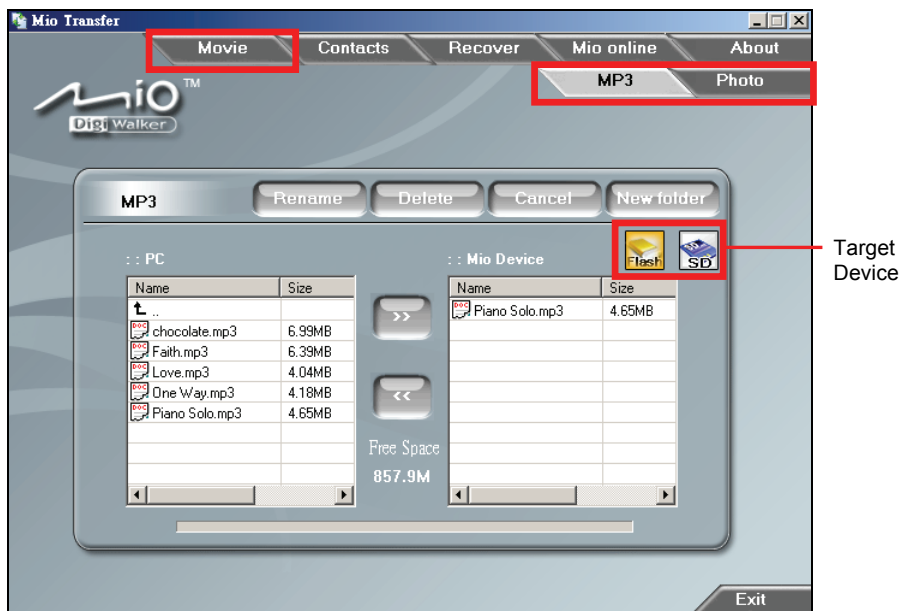 Mio Transfer
Movie Contacts Recover Mio online About
MP3 Photo
Mio TM
Digi Walker
MP3 Rename Delete Cancel New folder
Flash SD
Target
Device
: : PC : : Mio Device
Name Size Name Size
.. Piano Solo.mp3 4.65MB
chocolate.mp3 6.99MB
Faith.mp3 6.39MB
Love.mp3 4.04MB
One Way.mp3 4.18MB
Piano Solo.mp3 4.65MB
>>
<<
Free Space
857.9M
Exit